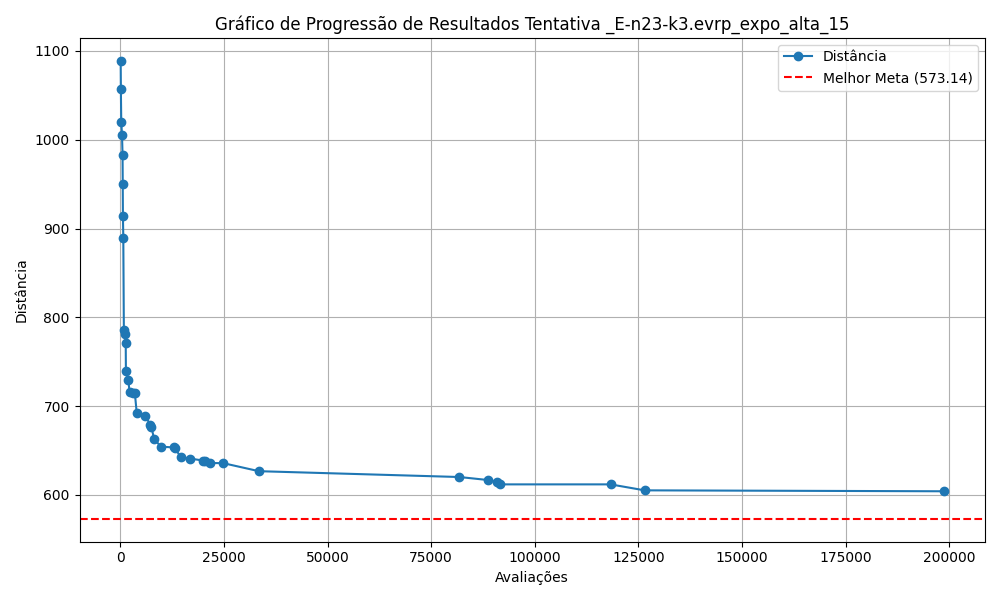 Gráfico de Progressão de Resultados Tentativa _E-n23-k3.evrp_expo_alta_15
Distância
Melhor Meta (573.14)
1100
1000
900
800
700
600
Distância
0 25000 50000 75000 100000 125000 150000 175000 200000
Avaliações